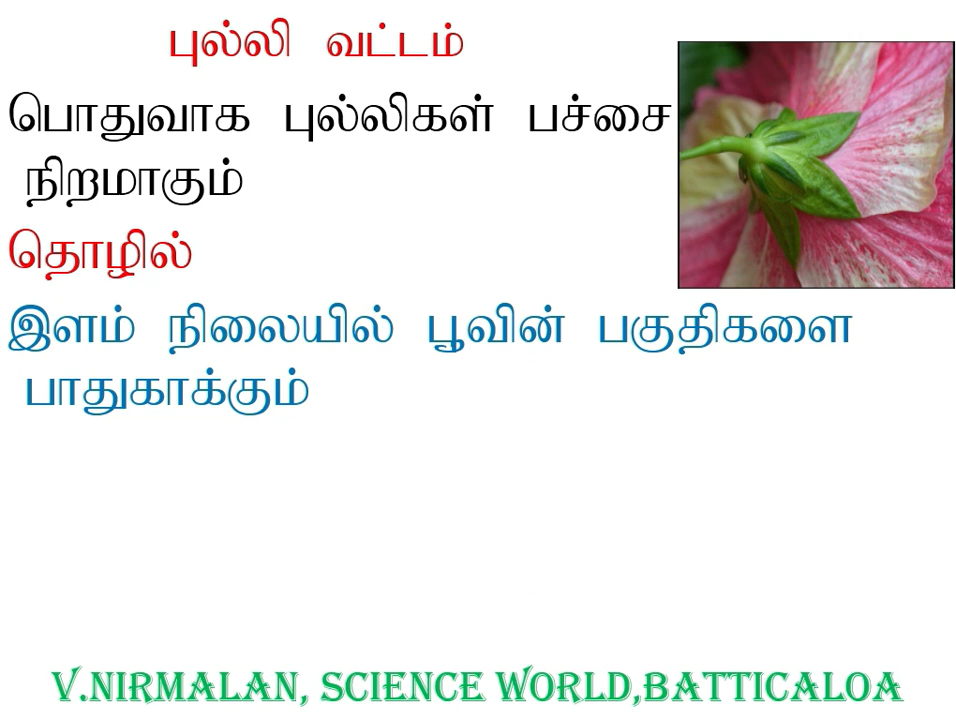 புல்லி வட்டம்
பொதுவாக புல்லிகள் பச்சை
நிறமாகும்
தொழில்
இளம் நிலையில் பூவின் பகுதிகளை
பாதுகாக்கும்
V.NIRMALAN, SCIENCE WORLD,BATTICALOA